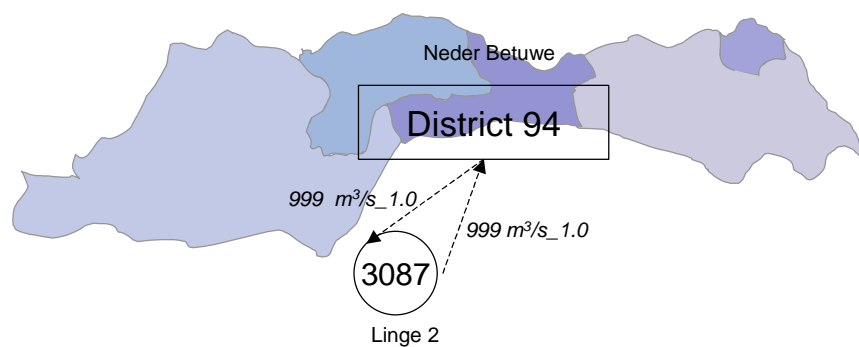 Neder Betuwe
District 94
999 m³/s_1.0
999 m³/s_1.0
3087
Linge 2